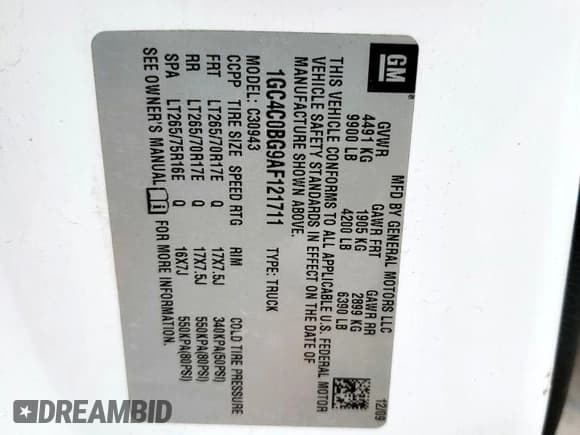 GM
MFD BY GENERAL MOTORS LLC 12/09
GVWR GAWR FRT GAWR RR
4491 KG 1905 KG 2899 KG
9900 LB 4200 LB 6390 LB
THIS VEHICLE CONFORMS TO ALL APPLICABLE U.S. FEDERAL MOTOR
VEHICLE SAFETY STANDARDS IN EFFECT ON THE DATE OF
MANUFACTURE SHOWN ABOVE.
1GC4C0BG9AF121711 TYPE: TRUCK
MODEL: C30943
CCPP TIRE SIZE SPEED RTG RIM COLD TIRE PRESSURE
FRT LT265/70R17E Q 17X7.5J 340KPA(50PSI)
RR LT265/70R17E Q 17X7.5J 550KPA(80PSI)
SPA LT265/75R16E Q 16X7J 550KPA(80PSI)
SEE OWNER'S MANUAL FOR MORE INFORMATION.
DREAMBID